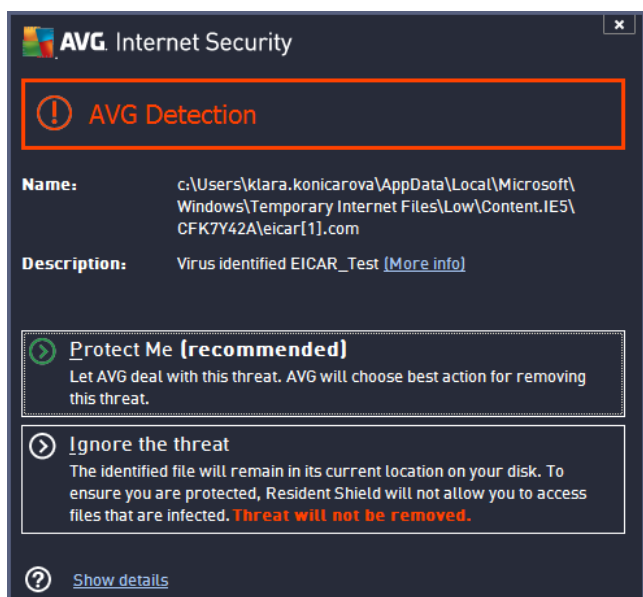 AVG. Internet Security
x
AVG Detection
Name: c:\Users\klara.konicarova\AppData\Local\Microsoft\
Windows\Temporary Internet Files\Low\Content.IE5\
CFK7Y42A\eicar[1].com
Description: Virus identified EICAR_Test (More info)
Protect Me (recommended)
Let AVG deal with this threat. AVG will choose best action for removing
this threat.
Ignore the threat
The identified file will remain in its current location on your disk. To
ensure you are protected, Resident Shield will not allow you to access
files that are infected. Threat will not be removed.
? Show details